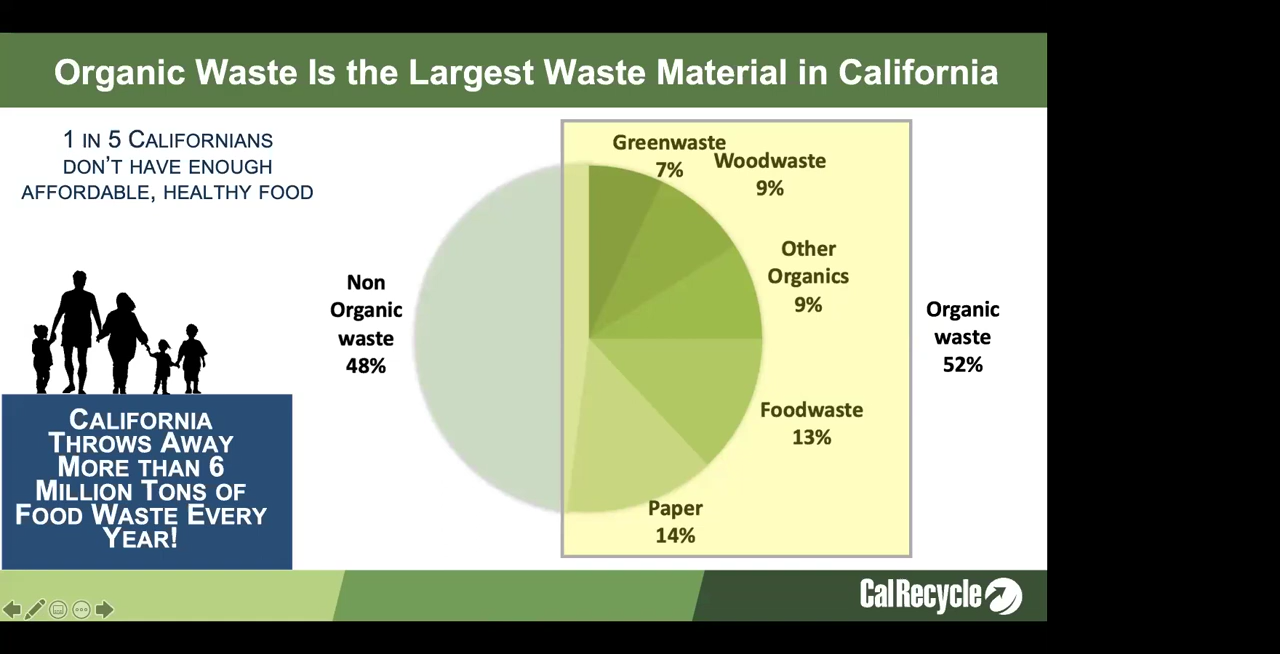 Organic Waste Is the Largest Waste Material in California
1 IN 5 CALIFORNIANS
DON'T HAVE ENOUGH
AFFORDABLE, HEALTHY FOOD
CALIFORNIA
THROWS AWAY
MORE THAN 6
MILLION TONS OF
FOOD WASTE EVERY
YEAR!
Non
Organic
waste
48%
Greenwaste
7%
Woodwaste
9%
Other
Organics
9%
Foodwaste
13%
Paper
14%
Organic
waste
52%
CalRecycle